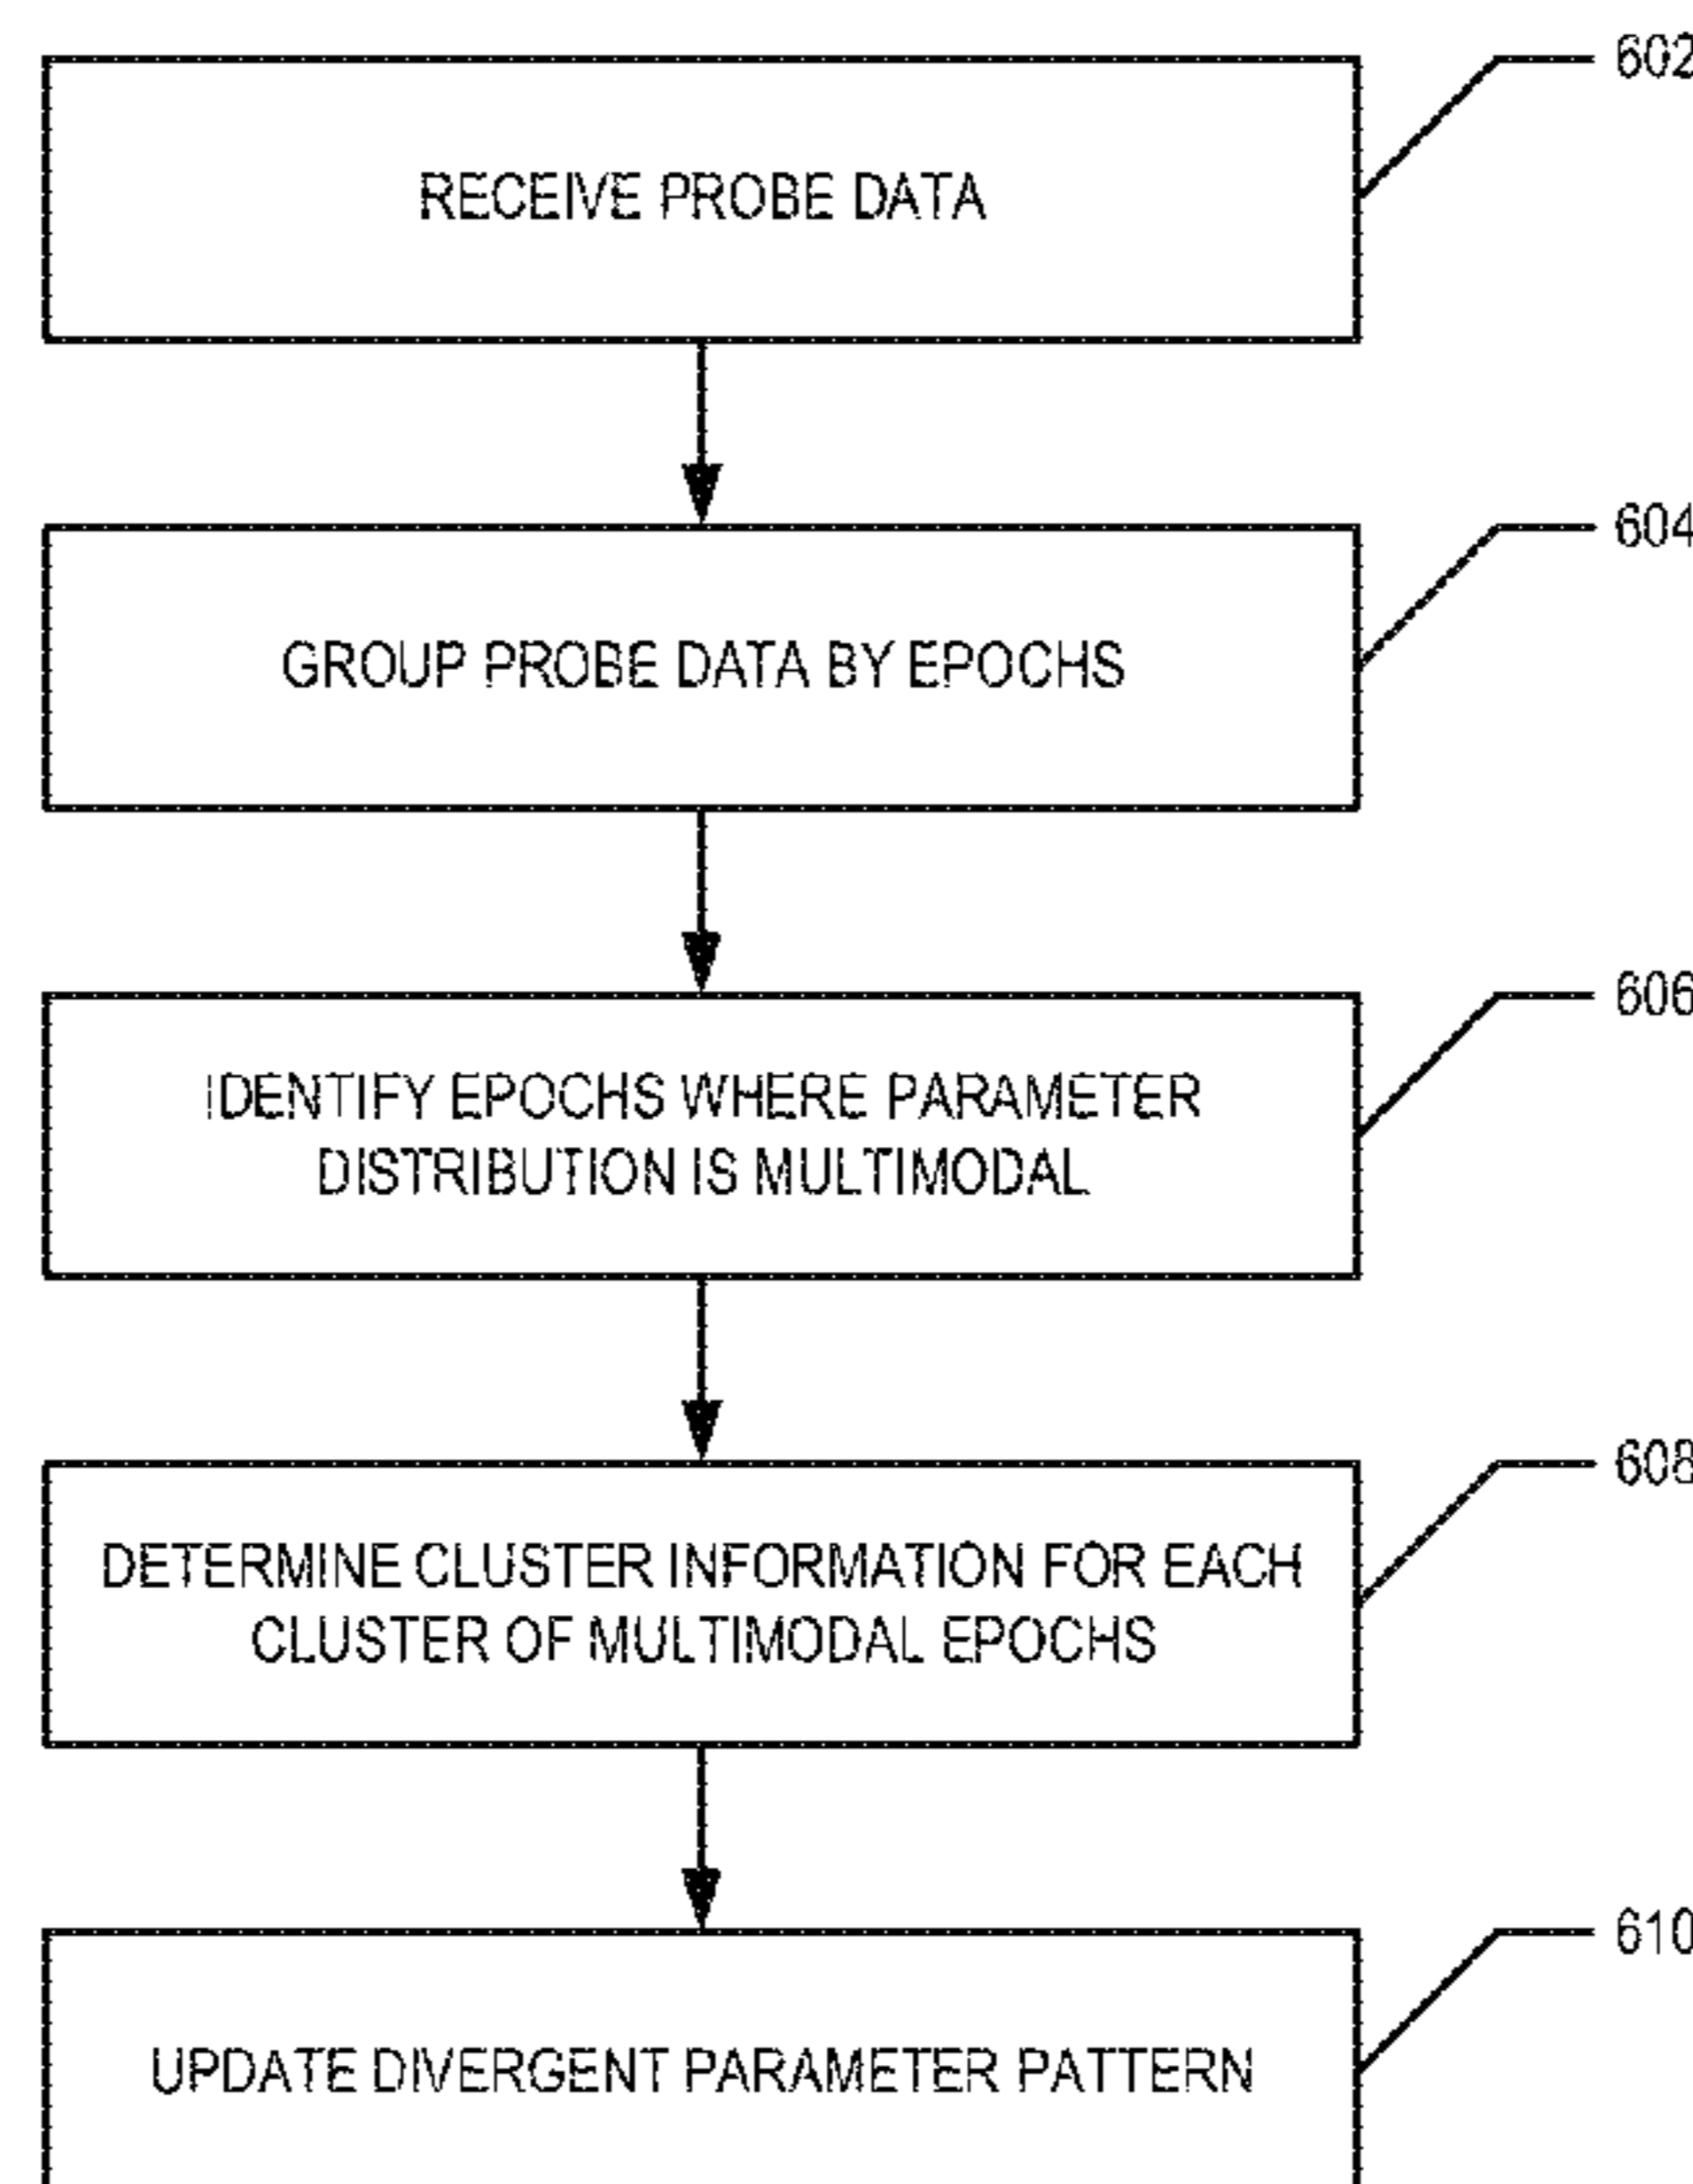 602
RECEIVE PROBE DATA
604
GROUP PROBE DATA BY EPOCHS
606
IDENTIFY EPOCHS WHERE PARAMETER
DISTRIBUTION IS MULTIMODAL
608
DETERMINE CLUSTER INFORMATION FOR EACH
CLUSTER OF MULTIMODAL EPOCHS
610
UPDATE DIVERGENT PARAMETER PATTERN